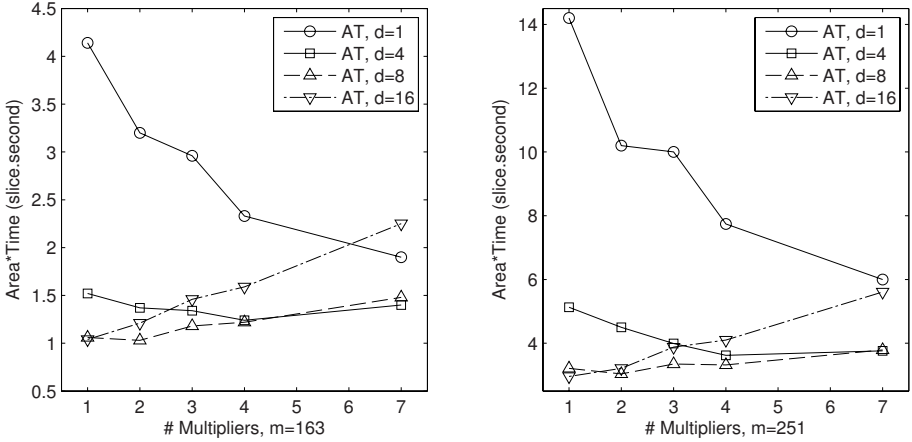 4.5
4
3.5
3
2.5
2
1.5
1
0.5
Area*Time (slice.second)
AT, d=1
AT, d=4
AT, d=8
AT, d=16
1 2 3 4 5 6 7
# Multipliers, m=163
14
12
10
8
6
4
Area*Time (slice.second)
AT, d=1
AT, d=4
AT, d=8
AT, d=16
1 2 3 4 5 6 7
# Multipliers, m=251